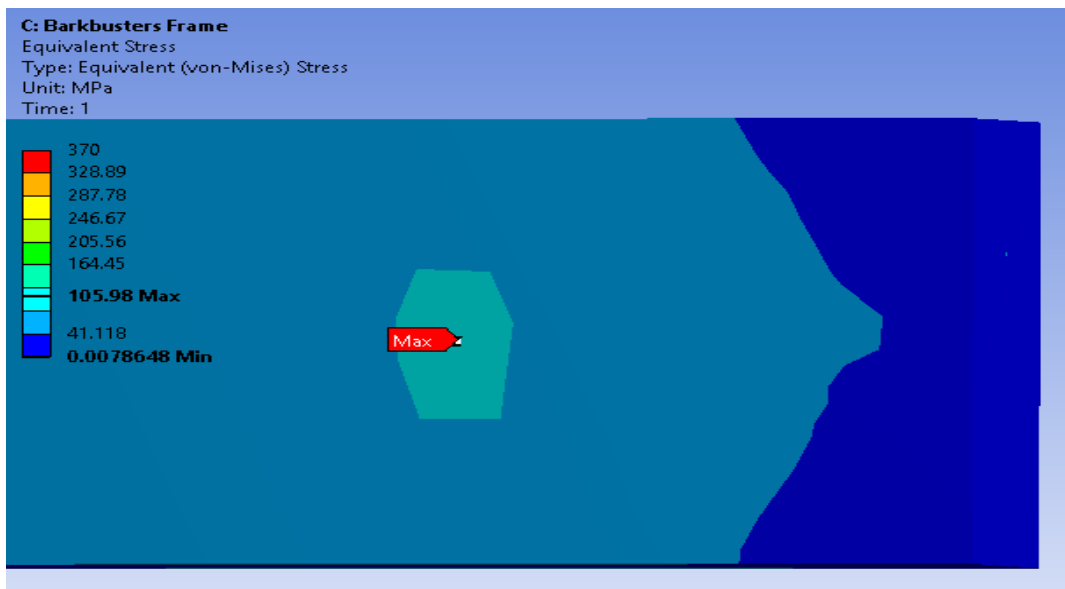 C: Barkbusters Frame
Equivalent Stress
Type: Equivalent (von-Mises) Stress
Unit: MPa
Time: 1
370
328.89
287.78
246.67
205.56
164.45
105.98 Max
41.118
0.0078648 Min
Max